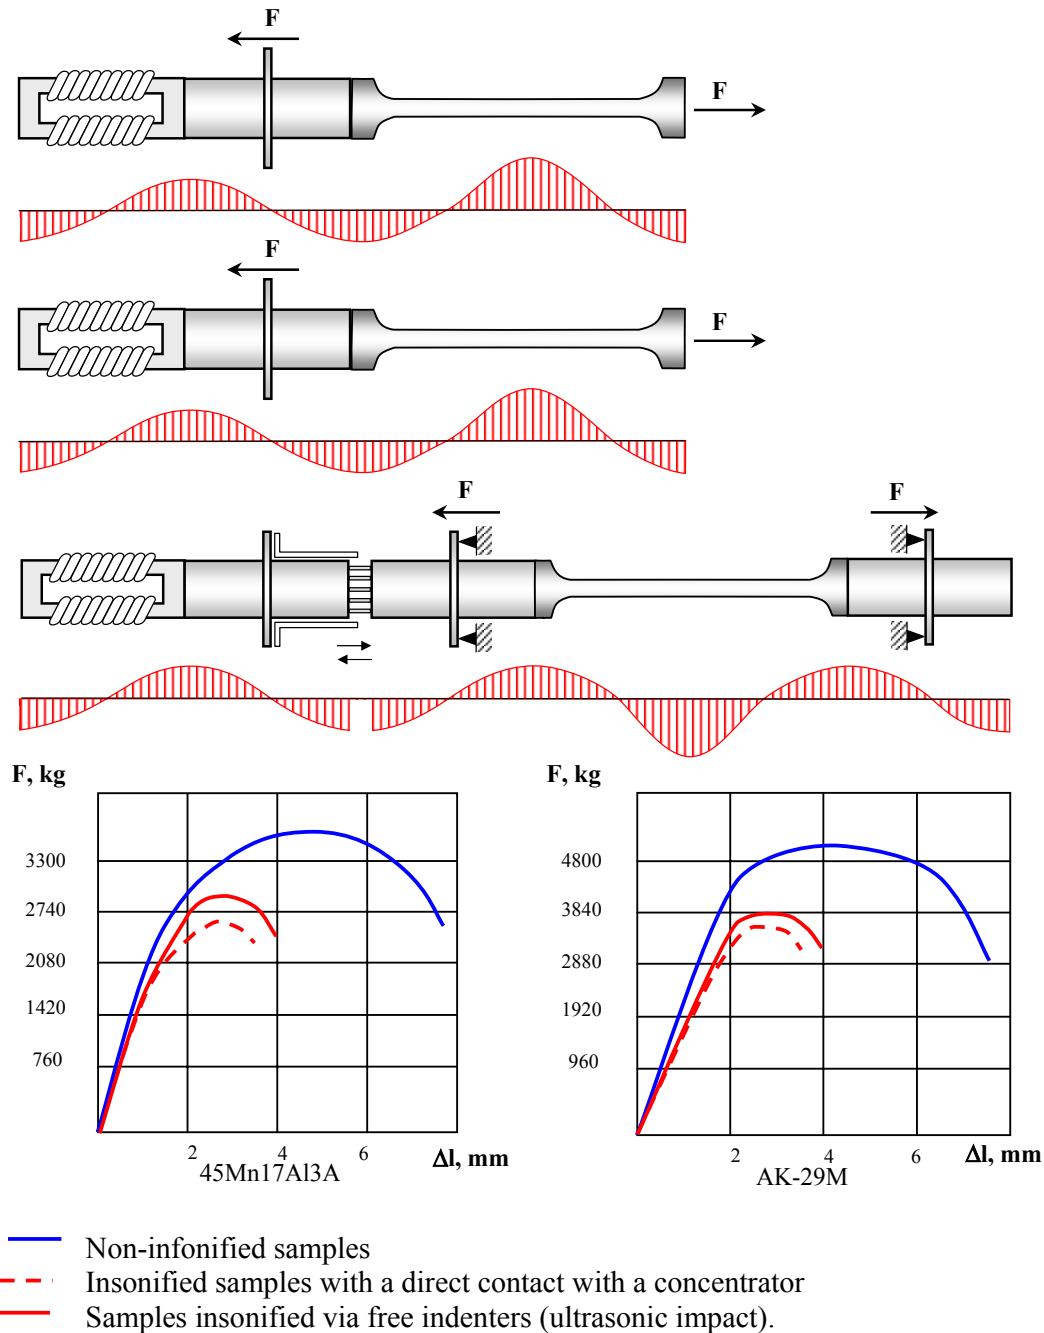 F
F
F
F
F
F
F, kg
F, kg
3300
2740
2080
1420
760
2
4
6
Δl, mm
45Mn17Al3A
4800
3840
2880
1920
960
2
4
6
Δl, mm
AK-29M
Non-infonified samples
Insonified samples with a direct contact with a concentrator
Samples insonified via free indenters (ultrasonic impact).